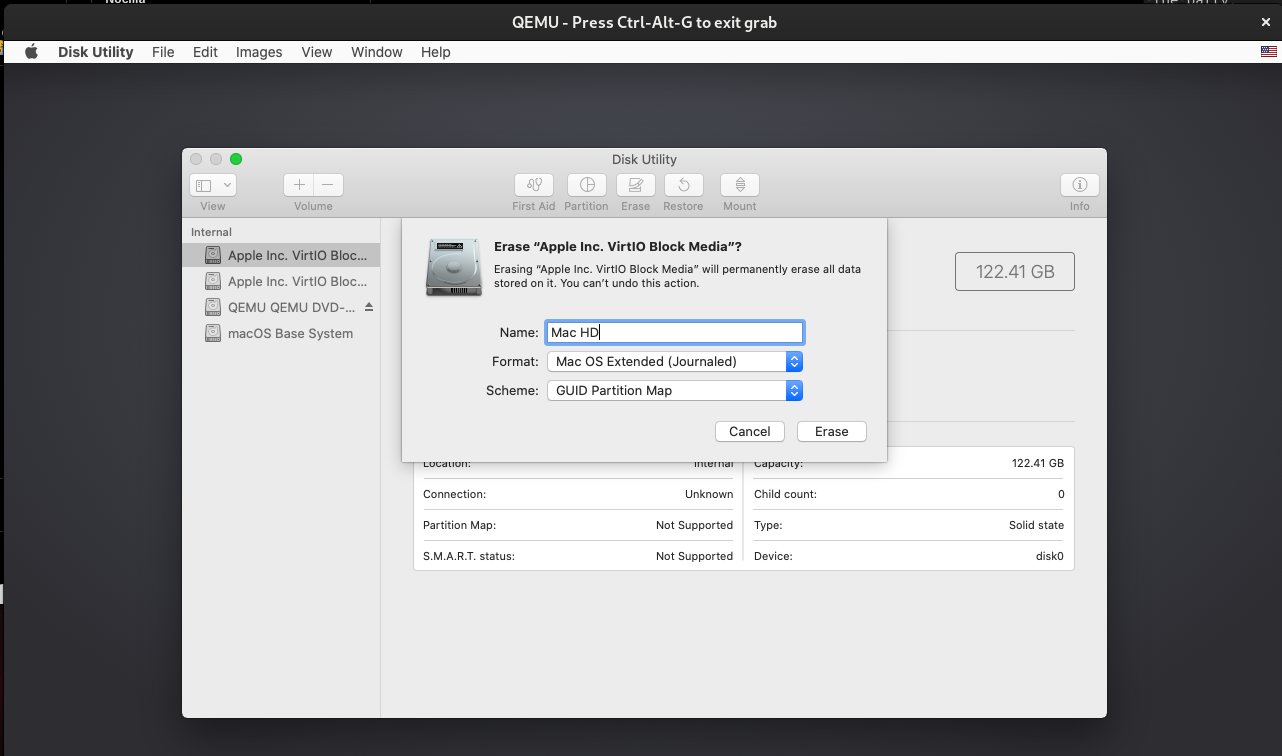 QEMU - Press Ctrl-Alt-G to exit grab
Disk Utility File Edit Images View Window Help
Disk Utility
View Volume First Aid Partition Erase Restore Mount Info
Internal
Apple Inc. VirtIO Bloc...
Apple Inc. VirtIO Bloc...
QEMU QEMU DVD-...
macOS Base System
Erase “Apple Inc. VirtIO Block Media”?
Erasing “Apple Inc. VirtIO Block Media” will permanently erase all data
stored on it. You can’t undo this action.
122.41 GB
Name: Mac HD
Format: Mac OS Extended (Journaled)
Scheme: GUID Partition Map
Cancel Erase
Location: Internal Capacity: 122.41 GB
Connection: Unknown Child count: 0
Partition Map: Not Supported Type: Solid state
S.M.A.R.T. status: Not Supported Device: disk0